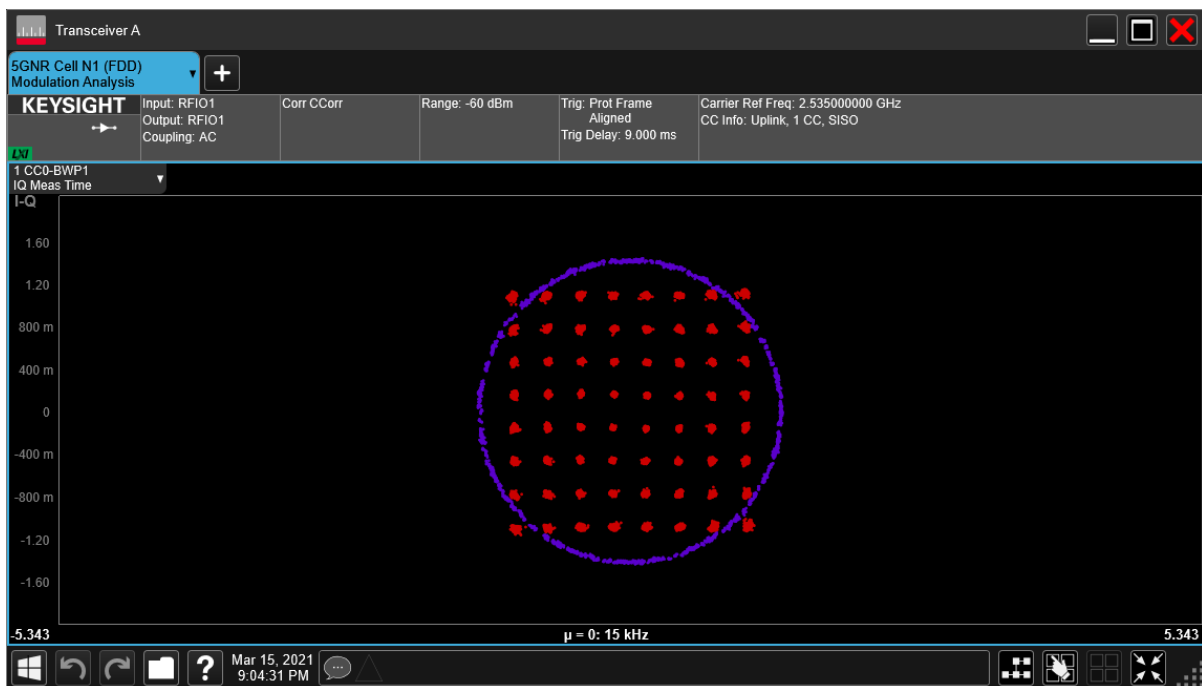 Transceiver A
5GNR Cell N1 (FDD)
Modulation Analysis
KEYSIGHT
LXI
Input: RFIO1
Output: RFIO1
Coupling: AC
Corr CCorr
Range: -60 dBm
Trig: Prot Frame
Aligned
Trig Delay: 9.000 ms
Carrier Ref Freq: 2.535000000 GHz
CC Info: Uplink, 1 CC, SISO
1 CC0-BWP1
IQ Meas Time
I-Q
1.60
1.20
800 m
400 m
0
-400 m
-800 m
-1.20
-1.60
-5.343
µ = 0: 15 kHz
5.343
?
Mar 15, 2021
9:04:31 PM